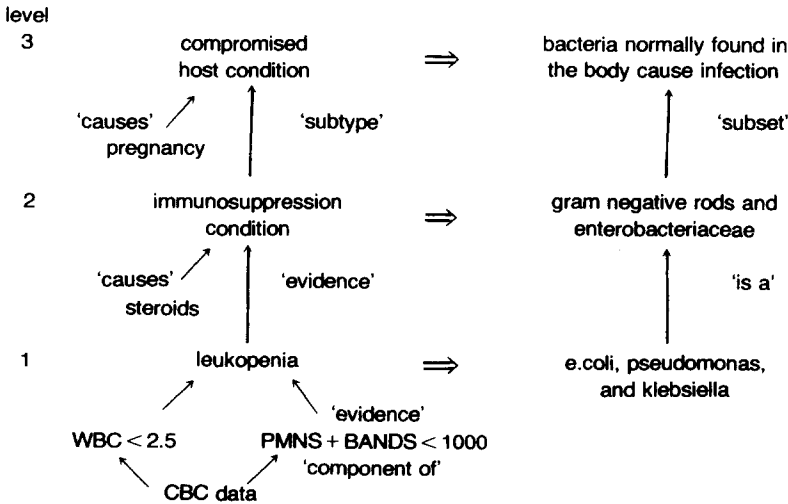 level
3
compromised
host condition
⇒
bacteria normally found in
the body cause infection
'causes'
pregnancy
'subtype'
'subset'
2
immunosuppression
condition
⇒
gram negative rods and
enterobacteriaceae
'causes'
steroids
'evidence'
'is a'
1
leukopenia
⇒
e.coli, pseudomonas,
and klebsiella
'evidence'
WBC < 2.5
PMNS + BANDS < 1000
'component of'
CBC data